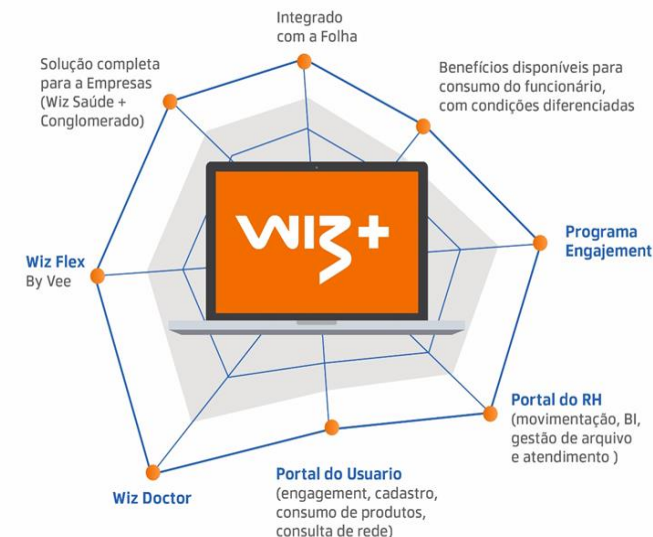 Integrado
com a Folha
Solução completa
para a Empresas
(Wiz Saúde +
Conglomerado)
Benefícios disponíveis para
consumo do funcionário,
com condições diferenciadas
wiz+
Programa
Engajement
Wiz Flex
By Vee
Portal do RH
(movimentação, BI,
gestão de arquivo
e atendimento )
Portal do Usuario
(engagement, cadastro,
consumo de produtos,
consulta de rede)
Wiz Doctor